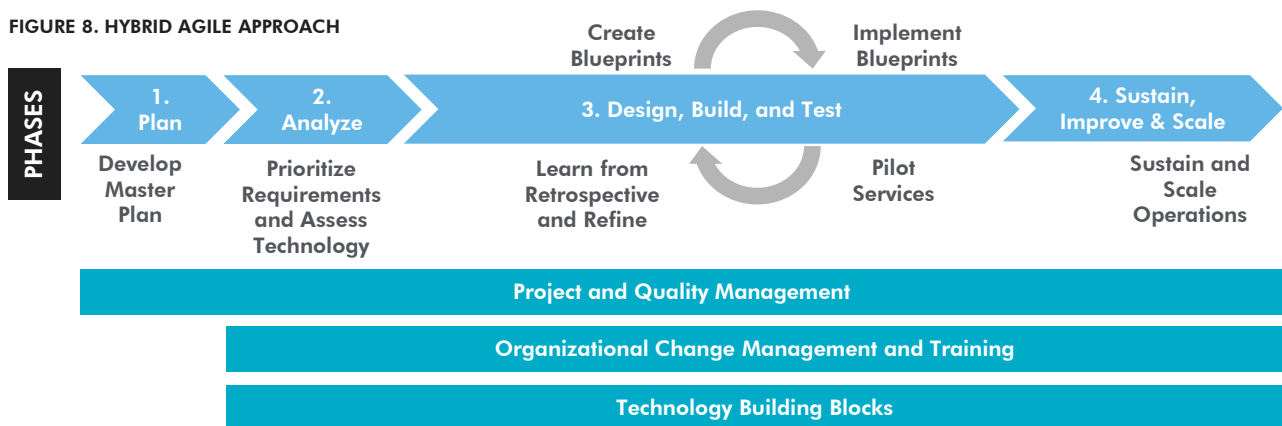 FIGURE 8. HYBRID AGILE APPROACH
PHASES
1.
Plan
2.
Analyze
3. Design, Build, and Test
4. Sustain,
Improve & Scale
Create
Blueprints
Implement
Blueprints
Develop
Master
Plan
Prioritize
Requirements
and Assess
Technology
Learn from
Retrospective
and Refine
Pilot
Services
Sustain and
Scale
Operations
Project and Quality Management
Organizational Change Management and Training
Technology Building Blocks